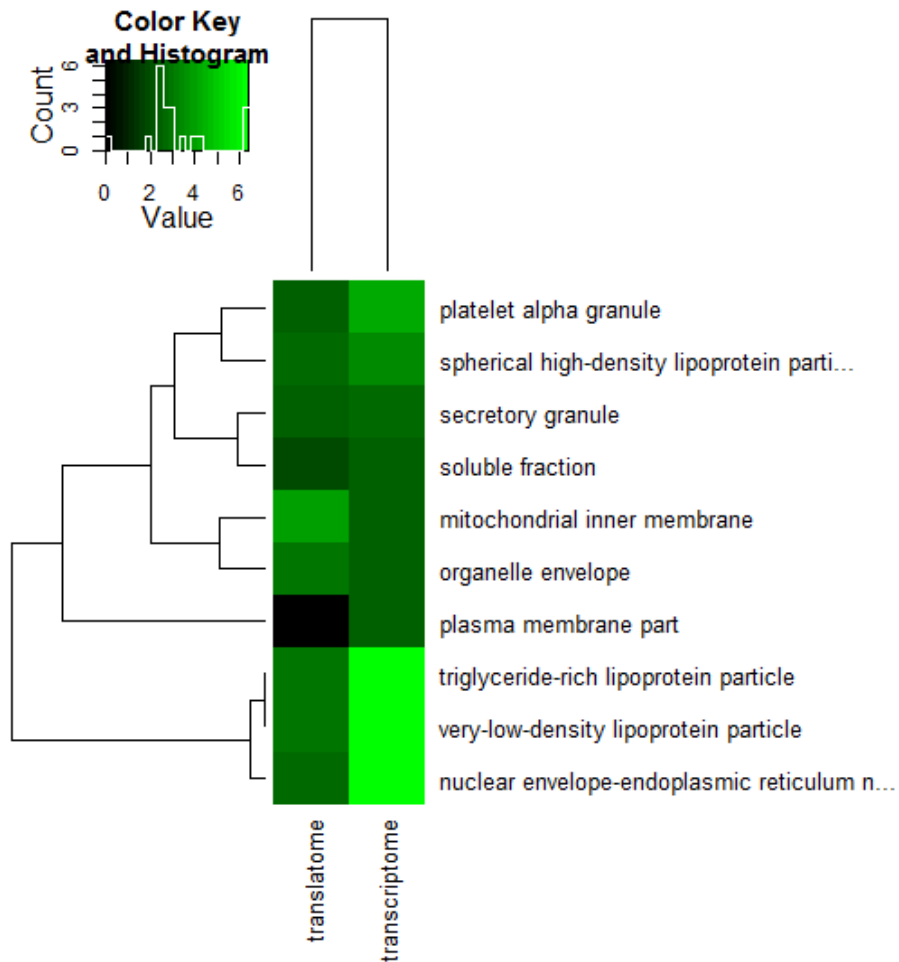 Color Key
and Histogram
Count
0 3 6
0 2 4 6
Value
platelet alpha granule
spherical high-density lipoprotein parti...
secretory granule
soluble fraction
mitochondrial inner membrane
organelle envelope
plasma membrane part
triglyceride-rich lipoprotein particle
very-low-density lipoprotein particle
nuclear envelope-endoplasmic reticulum n...
translatome
transcriptome